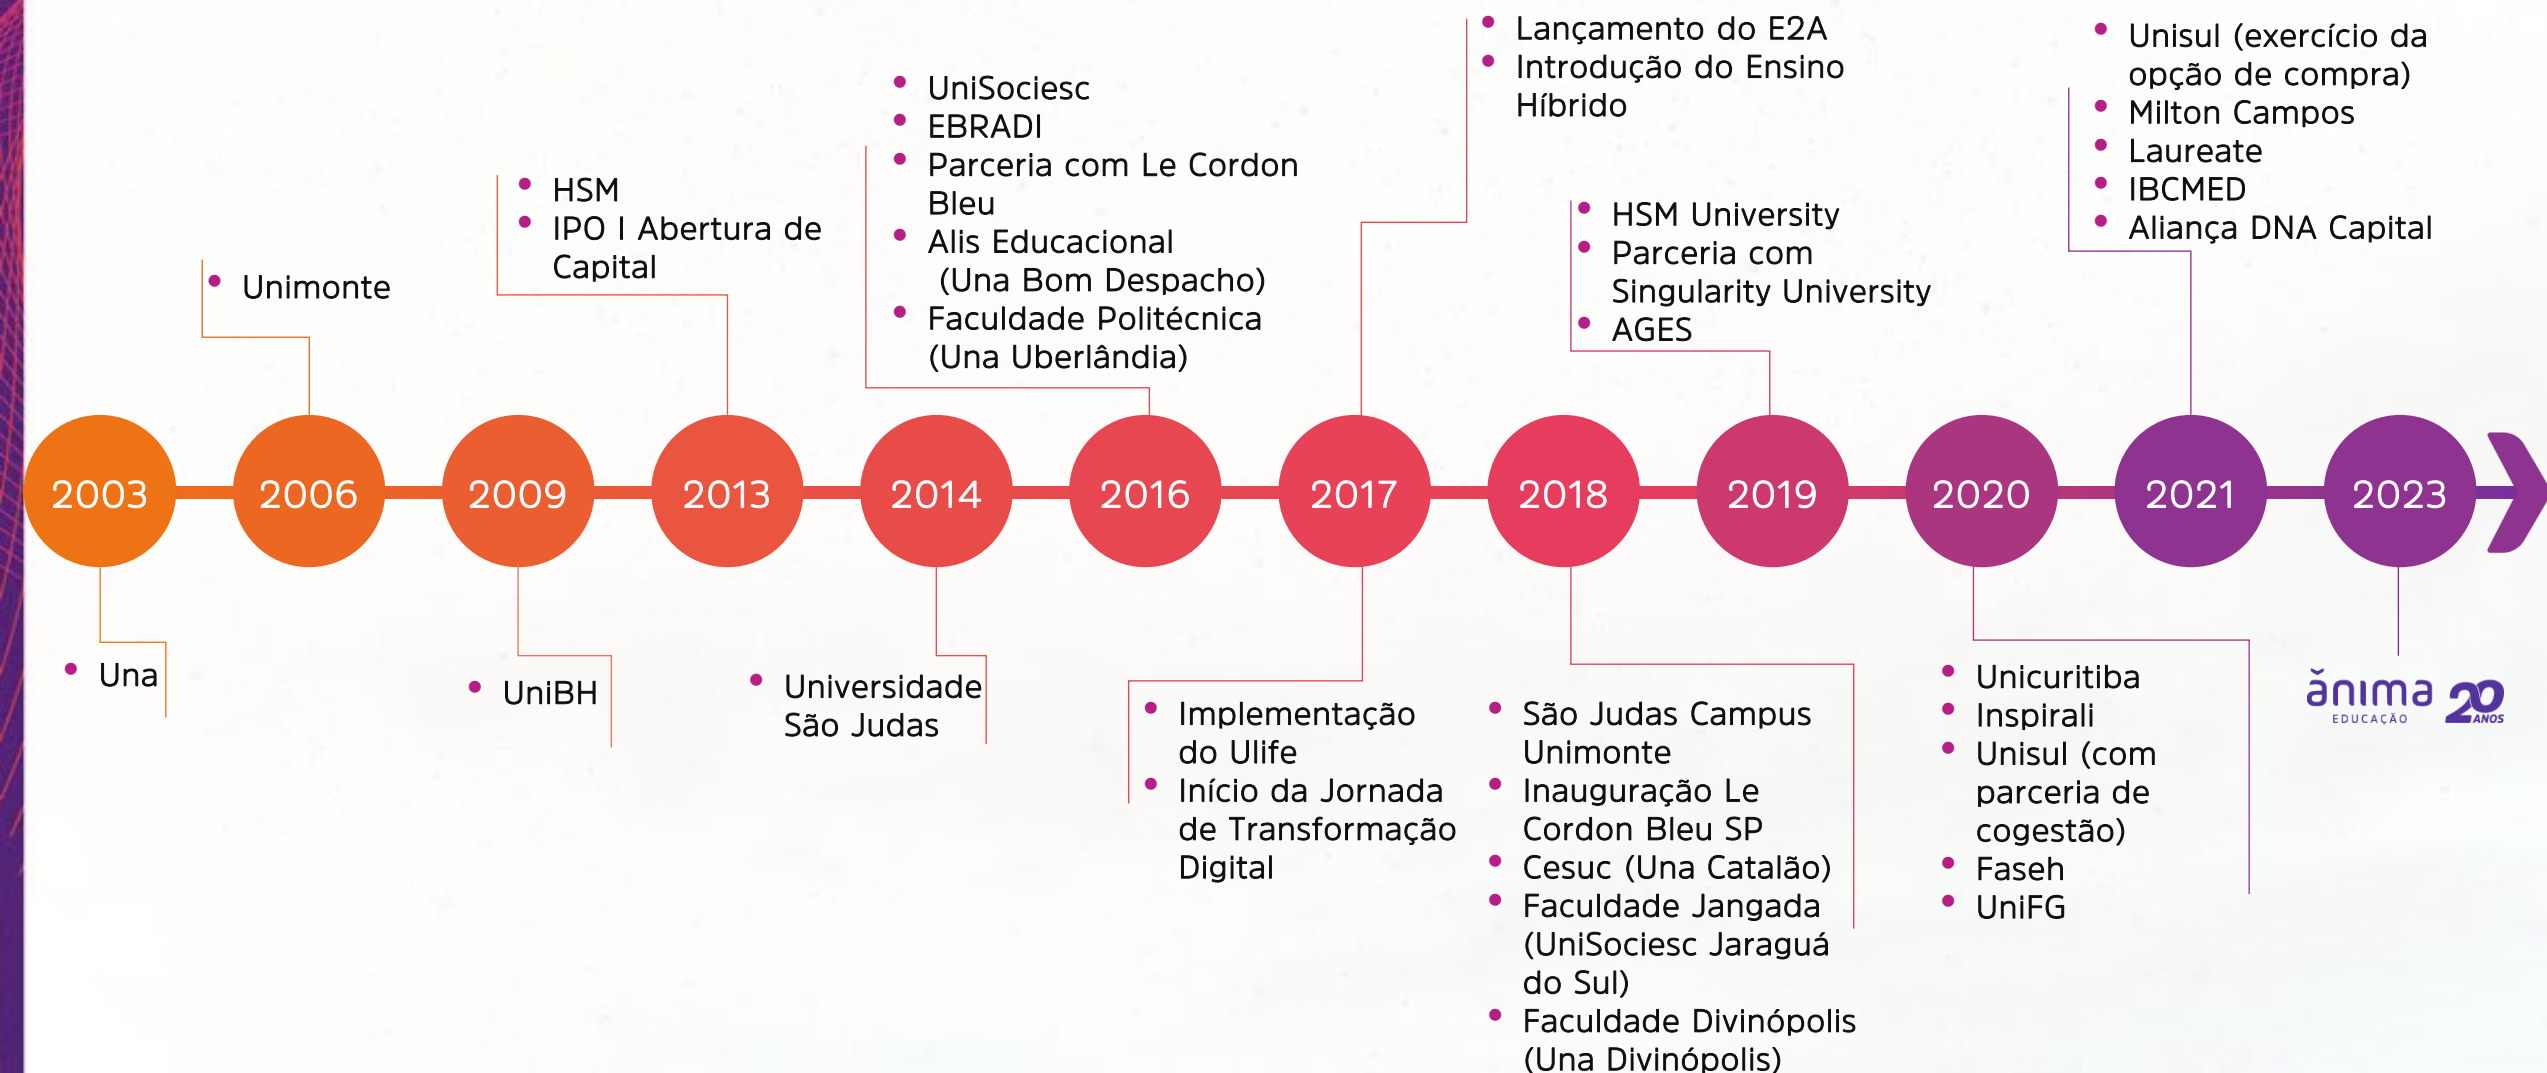 Unimonte
HSM
IPO I Abertura de
Capital
UniSociesc
EBRADI
Parceria com Le Cordon
Bleu
Alis Educacional
(Una Bom Despacho)
Faculdade Politécnica
(Una Uberlândia)
Lançamento do E2A
Introdução do Ensino
Híbrido
HSM University
Parceria com
Singularity University
AGES
Unisul (exercício da
opção de compra)
Milton Campos
Laureate
IBCMED
Aliança DNA Capital
2003
2006
2009
2013
2014
2016
2017
2018
2019
2020
2021
2023
Una
UniBH
Universidade
São Judas
Implementação
do Ulife
Início da Jornada
de Transformação
Digital
São Judas Campus
Unimonte
Inauguração Le
Cordon Bleu SP
Cesuc (Una Catalão)
Faculdade Jangada
(UniSociesc Jaraguá
do Sul)
Faculdade Divinópolis
(Una Divinópolis)
Unicuritiba
Inspirali
Unisul (com
parceria de
cogestão)
Faseh
UniFG
ănıma
EDUCAÇÃO
20
ANOS